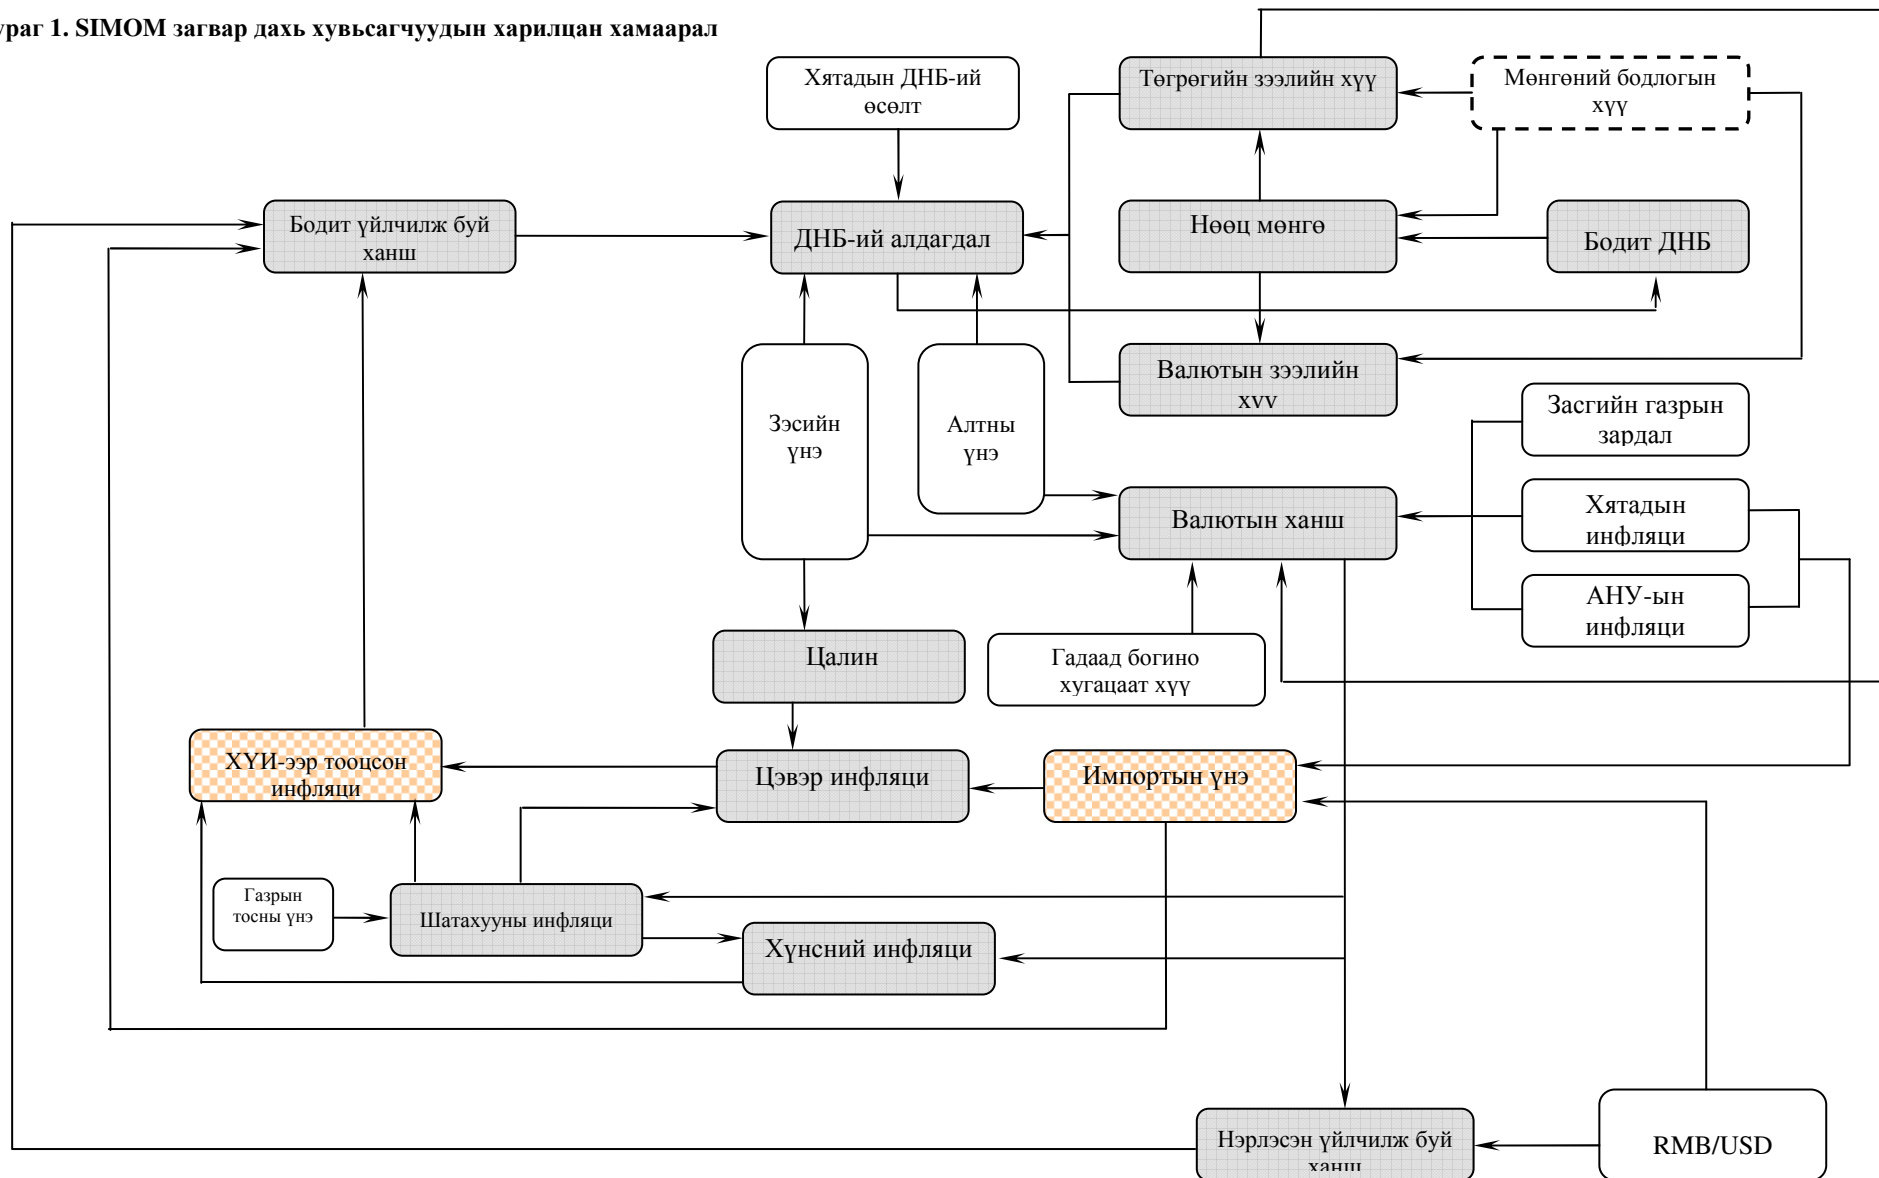 ураг 1. SIMOM загвар дахь хувьсагчуудын харилцан хамаарал
Хятадын ДНБ-ий
өсөлт
Төгрөгийн зээлийн хүү
Мөнгөний бодлогын
хүү
Бодит үйлчилж буй
ханш
ДНБ-ий алдагдал
Нөөц мөнгө
Бодит ДНБ
Валютын зээлийн
хүү
Зэсийн
үнэ
Алтны
үнэ
Засгийн газрын
зардал
Валютын ханш
Хятадын
инфляци
АНУ-ын
инфляци
Цалин
Гадаад богино
хугацаат хүү
ХҮИ-ээр тооцсон
инфляци
Цэвэр инфляци
Импортын үнэ
Газрын
тосны үнэ
Шатахууны инфляци
Хүнсний инфляци
Нэрлэсэн үйлчилж буй
ханш
RMB/USD